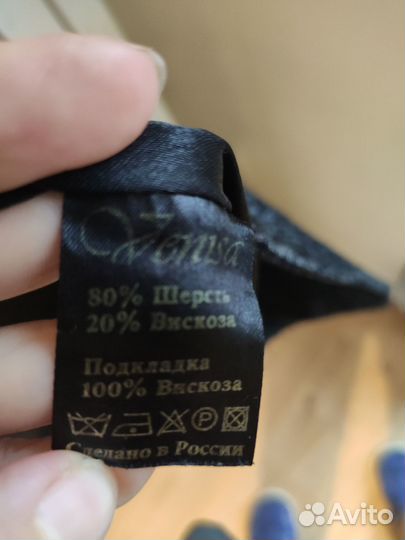 80% Шерсть
20% Вискоза
Подкладка
100% Вискоза
P
Сделано в России
Avito